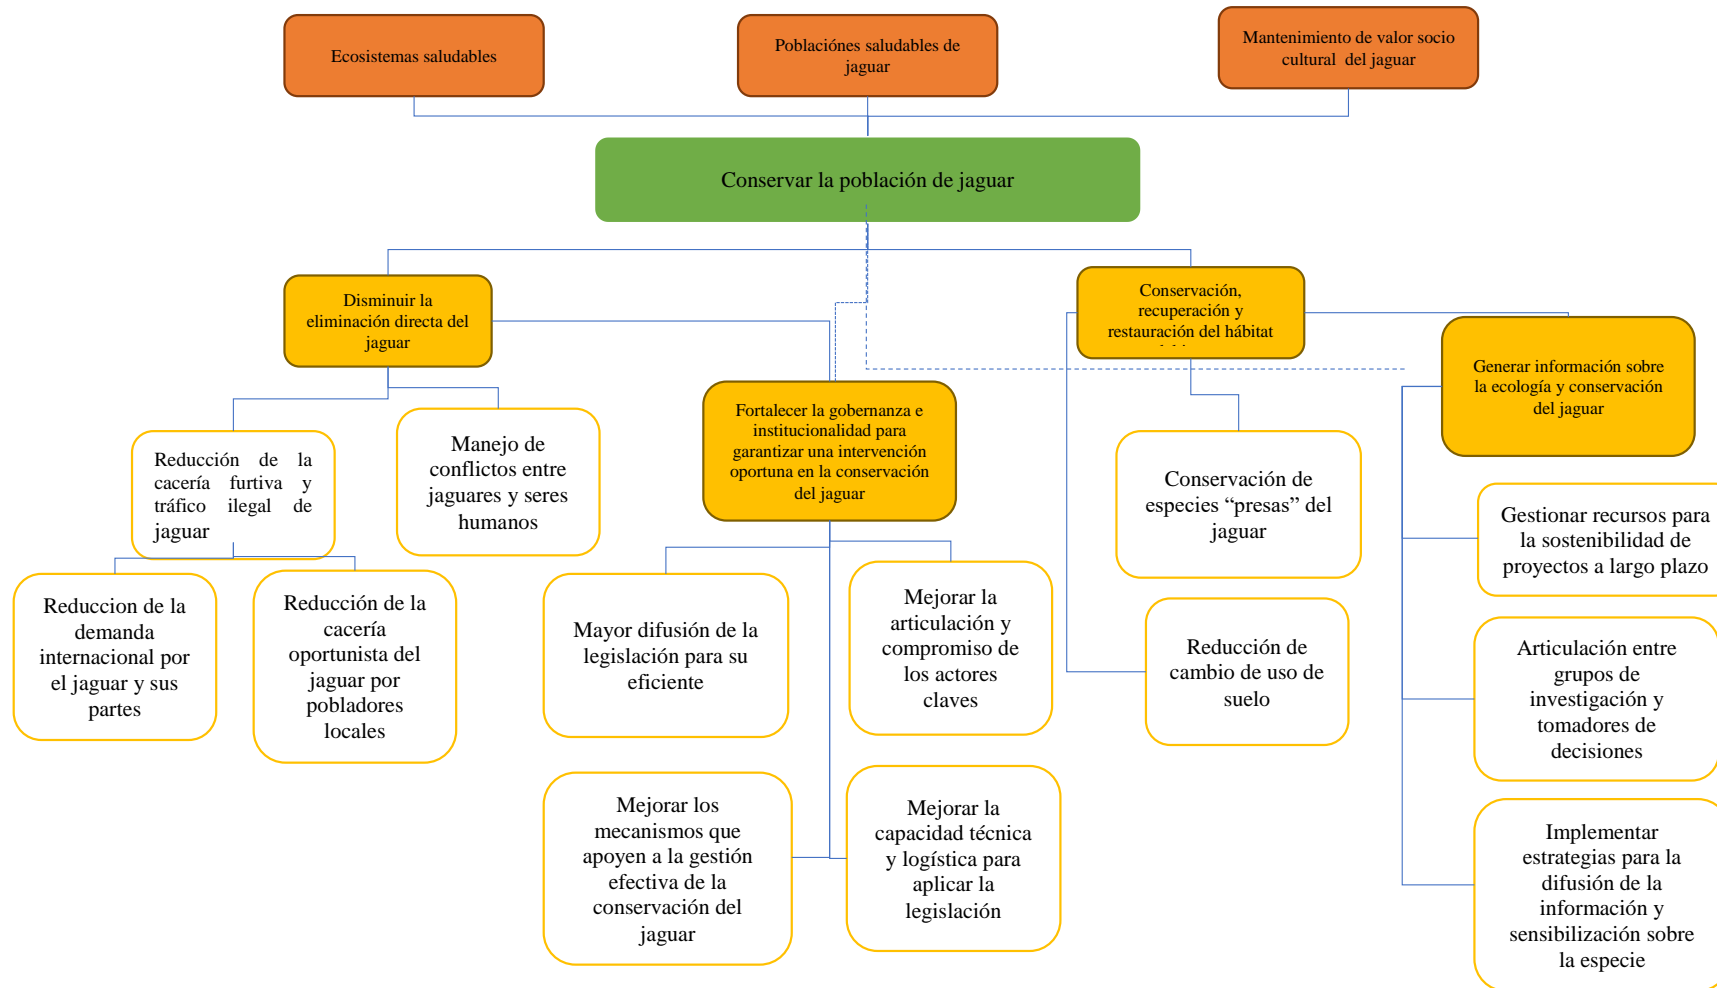 Ecosistemas saludables
Poblaciónes saludables de
jaguar
Mantenimiento de valor socio
cultural del jaguar
Conservar la población de jaguar
Disminuir la
eliminación directa del
jaguar
Conservación,
recuperación y
restauración del hábitat
Generar información sobre
la ecología y conservación
del jaguar
Fortalecer la gobernanza e
institucionalidad para
garantizar una intervención
oportuna en la conservación
del jaguar
Reducción de la
cacería furtiva y
tráfico ilegal de
jaguar
Manejo de
conflictos entre
jaguares y seres
humanos
Conservación de
especies “presas” del
jaguar
Gestionar recursos para
la sostenibilidad de
proyectos a largo plazo
Reduccion de la
demanda
internacional por
el jaguar y sus
partes
Reducción de la
cacería
oportunista del
jaguar por
pobladores
locales
Mayor difusión de la
legislación para su
eficiente
Mejorar la
articulación y
compromiso de
los actores
claves
Reducción de
cambio de uso de
suelo
Articulación entre
grupos de
investigación y
tomadores de
decisiones
Mejorar los
mecanismos que
apoyen a la gestión
efectiva de la
conservación del
jaguar
Mejorar la
capacidad técnica
y logística para
aplicar la
legislación
Implementar
estrategias para la
difusión de la
información y
sensibilización sobre
la especie